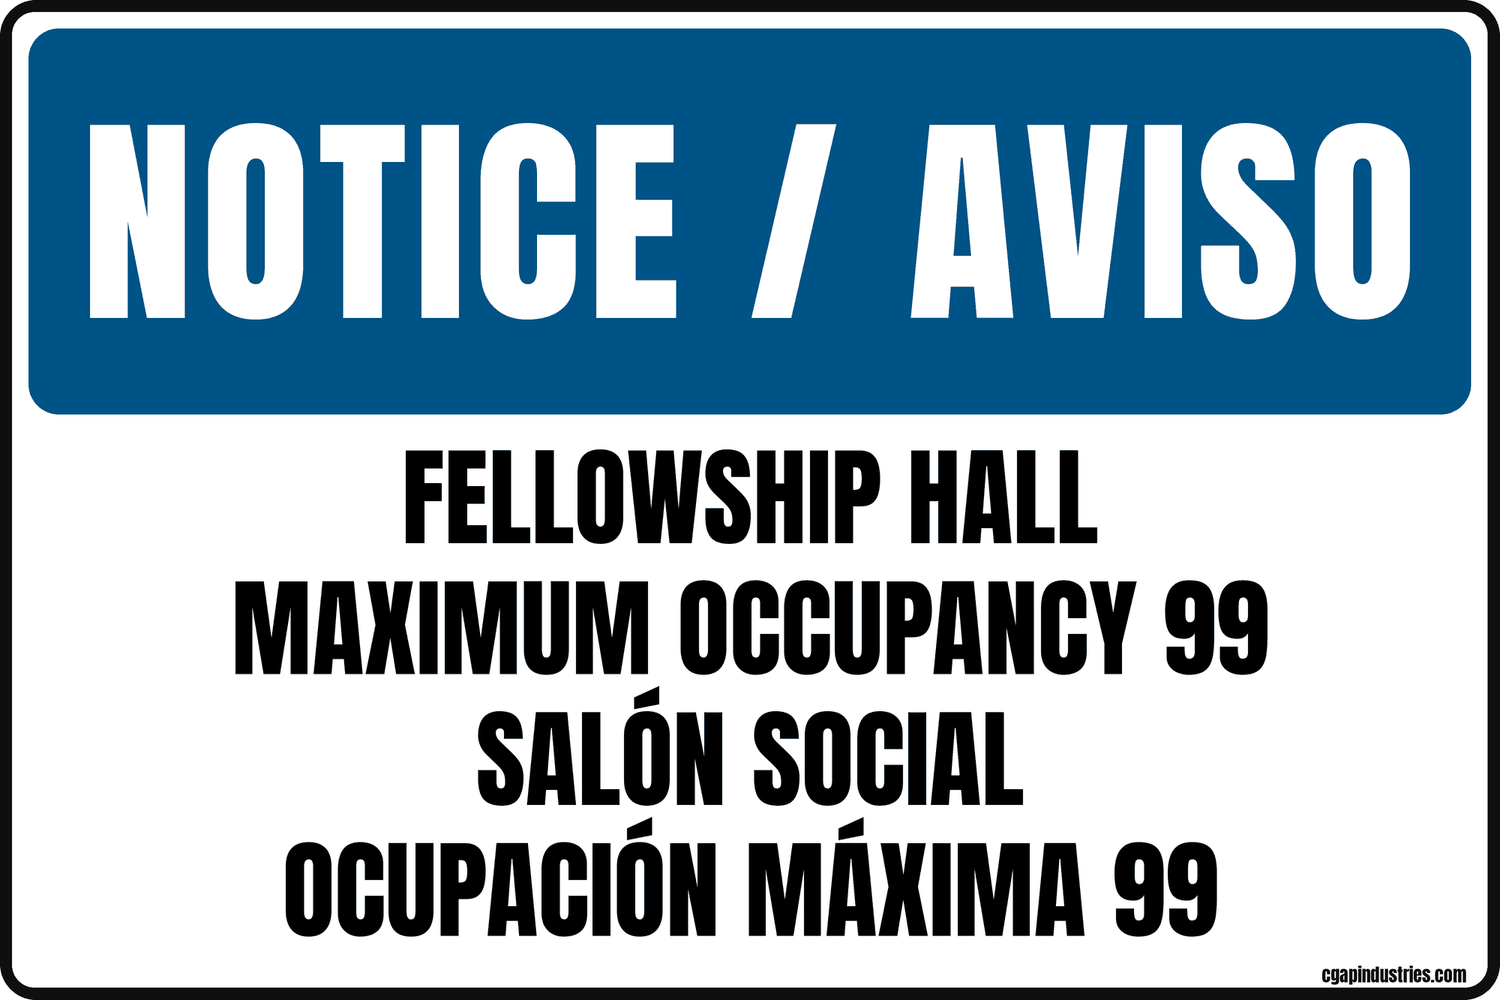 NOTICE / AVISO
FELLOWSHIP HALL
MAXIMUM OCCUPANCY 99
SALÓN SOCIAL
OCUPACIÓN MÁXIMA 99
cgapindustries.com